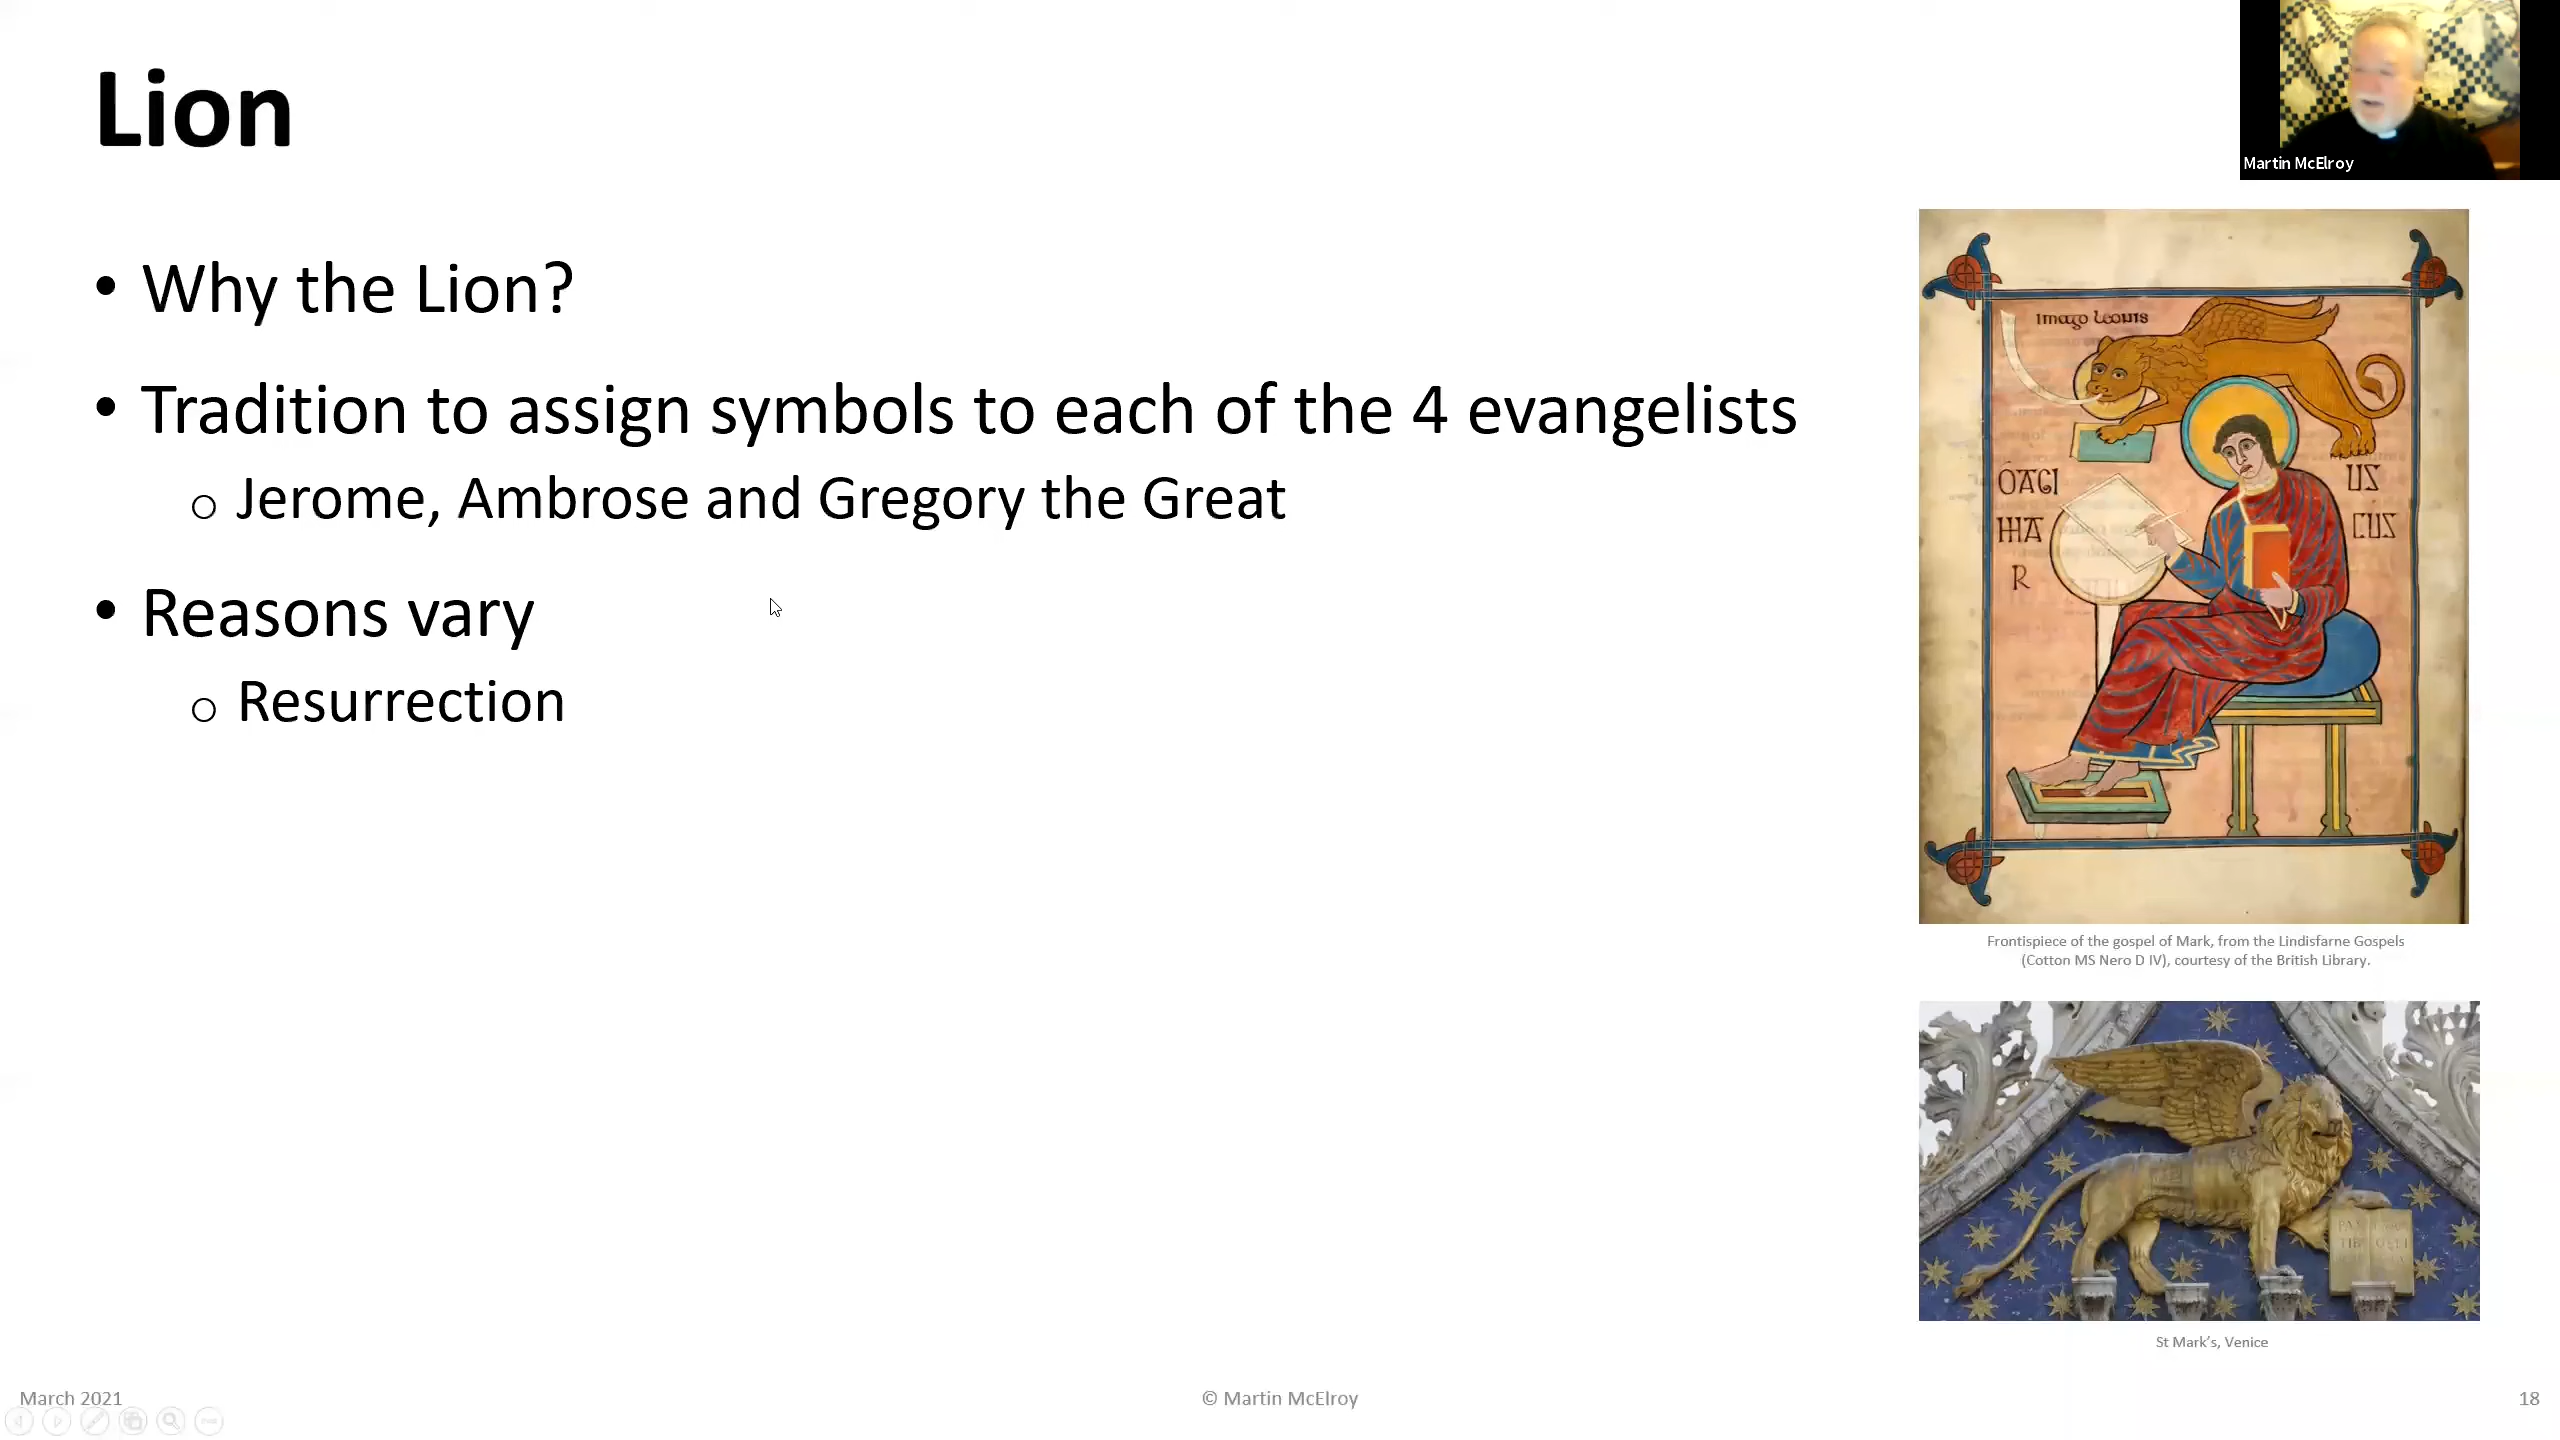 Lion
Martin McElroy
• Why the Lion?
• Tradition to assign symbols to each of the 4 evangelists
o Jerome, Ambrose and Gregory the Great
• Reasons vary
o Resurrection
imago leonis
OAGI US
MA CUS
R
Frontispiece of the gospel of Mark, from the Lindisfarne Gospels
(Cotton MS Nero D IV), courtesy of the British Library.
St Mark's, Venice
March 2021
© Martin McElroy
18